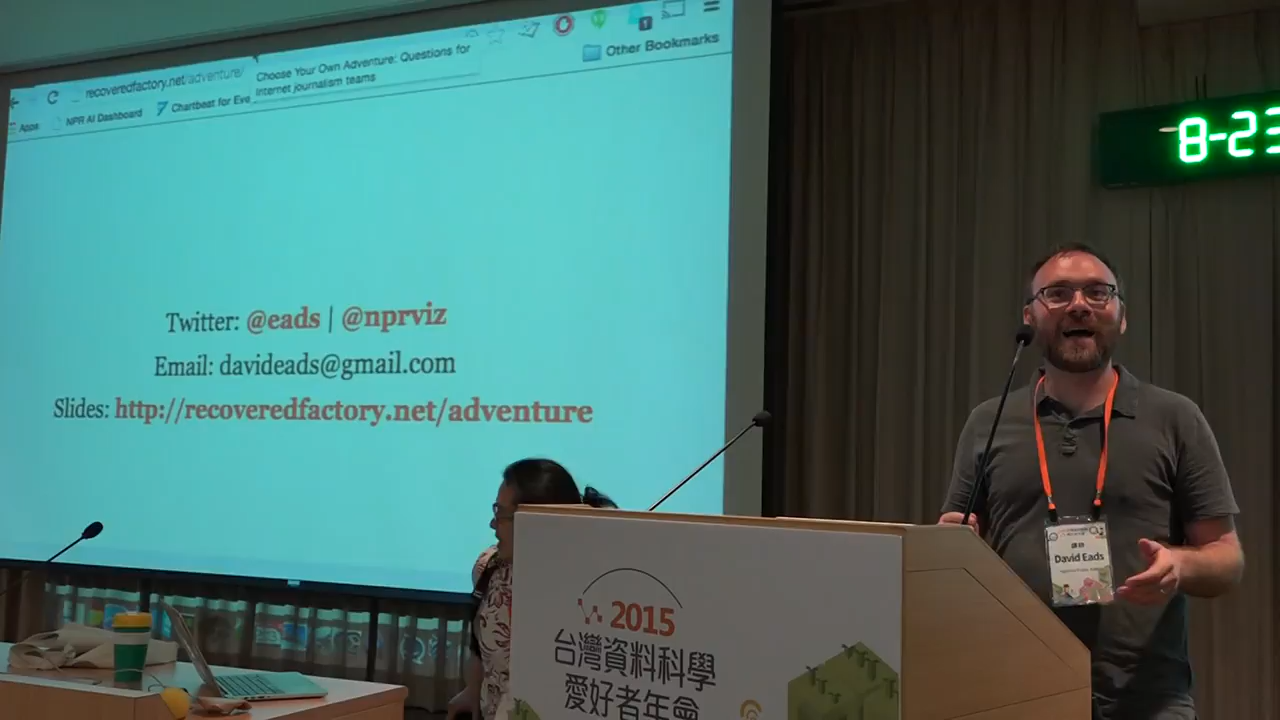 recoveredfactory.net/adventure/
Choose Your Own Adventure: Questions for
Internet journalism teams
Other Bookmarks
Apps
NPR AI Dashboard
Chartbeat for Eve
Twitter: @eads | @nprviz
Email: davideads@gmail.com
Slides: http://recoveredfactory.net/adventure
8-23
講師
David Eads
2015
台灣資料科學
愛好者年會